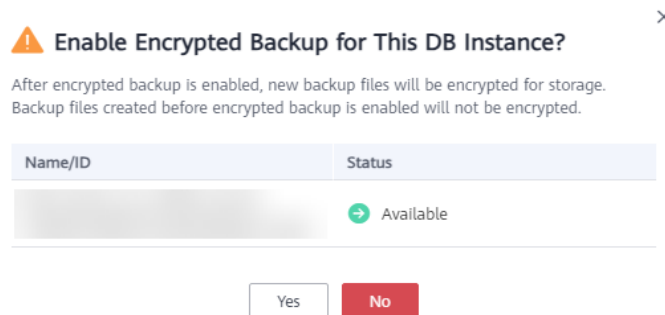 Enable Encrypted Backup for This DB Instance?
After encrypted backup is enabled, new backup files will be encrypted for storage.
Backup files created before encrypted backup is enabled will not be encrypted.
Name/ID Status
Available
Yes No